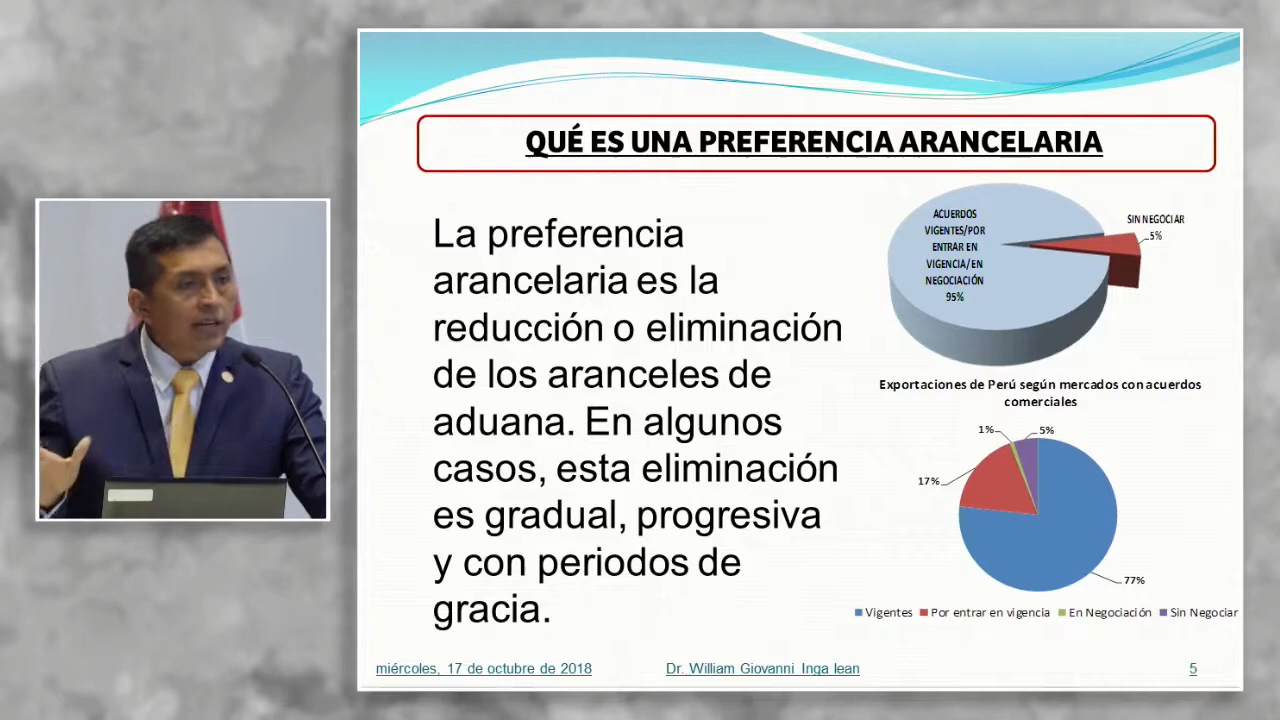 QUÉ ES UNA PREFERENCIA ARANCELARIA
La preferencia
arancelaria es la
reducción o eliminación
de los aranceles de
aduana. En algunos
casos, esta eliminación
es gradual, progresiva
y con periodos de
gracia.
ACUERDOS
VIGENTES/POR
ENTRAR EN
VIGENCIA/EN
NEGOCIACIÓN
95%
SIN NEGOCIAR
5%
Exportaciones de Perú según mercados con acuerdos
comerciales
1%
5%
17%
77%
Vigentes Por entrar en vigencia En Negociación Sin Negociar
miércoles, 17 de octubre de 2018
Dr. William Giovanni Inga lean
5